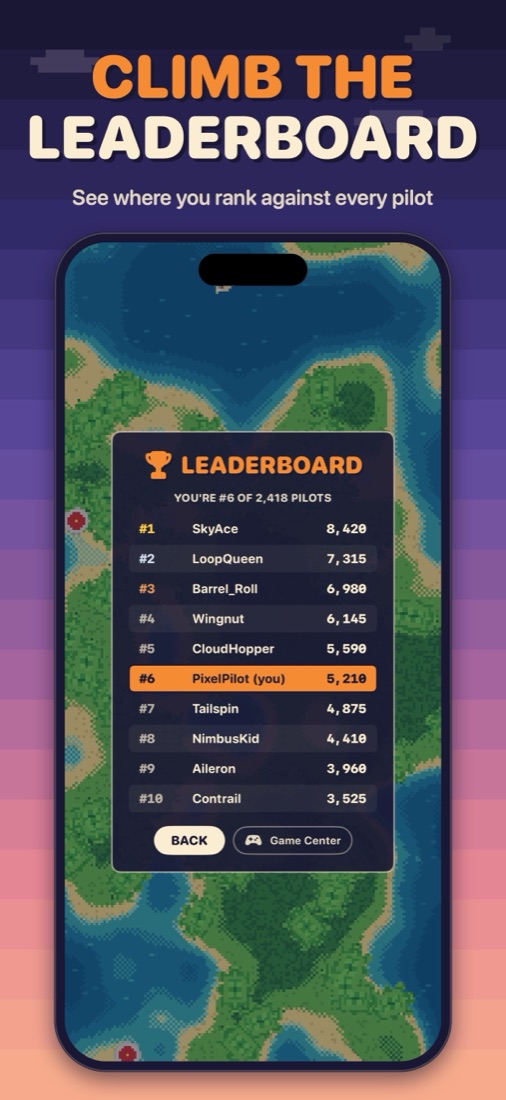 CLIMB THE
LEADERBOARD
See where you rank against every pilot
LEADERBOARD
YOU'RE #6 OF 2,418 PILOTS
#1 SkyAce 8,420
#2 LoopQueen 7,315
#3 Barrel_Roll 6,980
#4 Wingnut 6,145
#5 CloudHopper 5,590
#6 PixelPilot (you) 5,210
#7 Tailspin 4,875
#8 NimbusKid 4,410
#9 Aileron 3,960
#10 Contrail 3,525
BACK Game Center